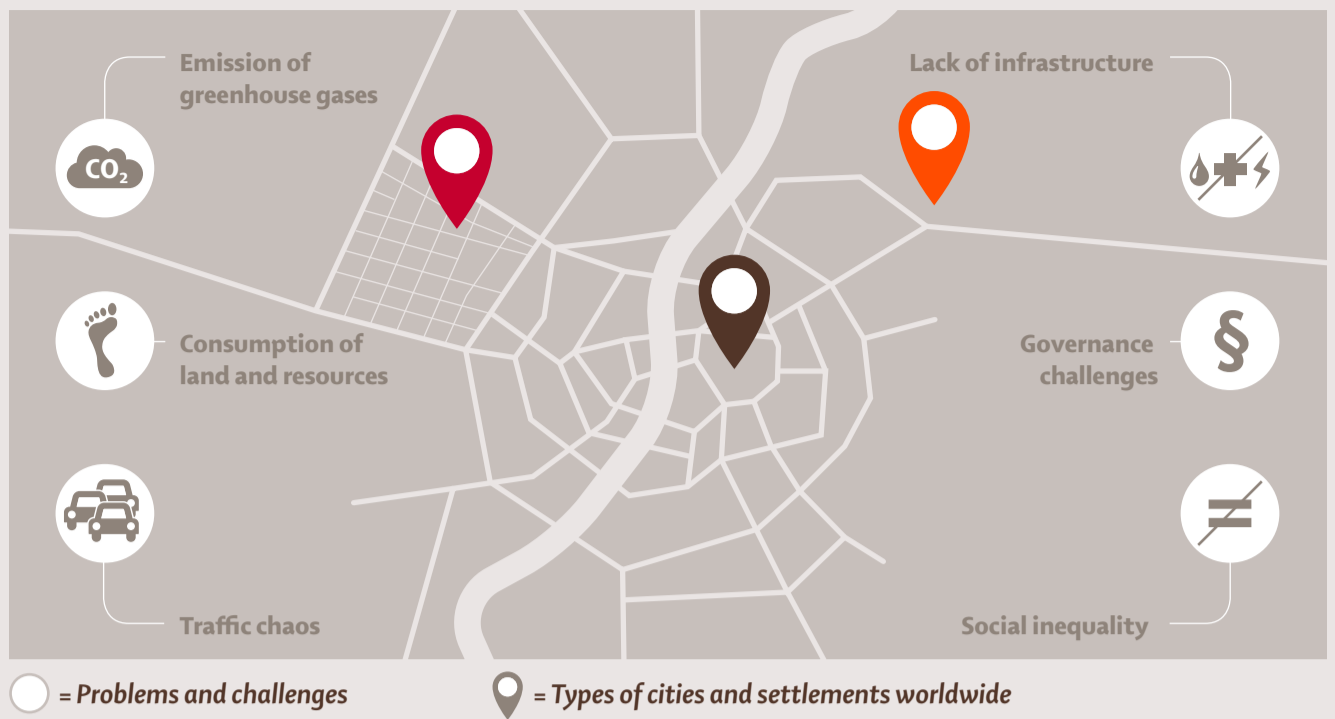 Emission of
greenhouse gases
CO₂
Consumption of
land and resources
Traffic chaos
Lack of infrastructure
Governance
challenges
§
Social inequality
= Problems and challenges
= Types of cities and settlements worldwide